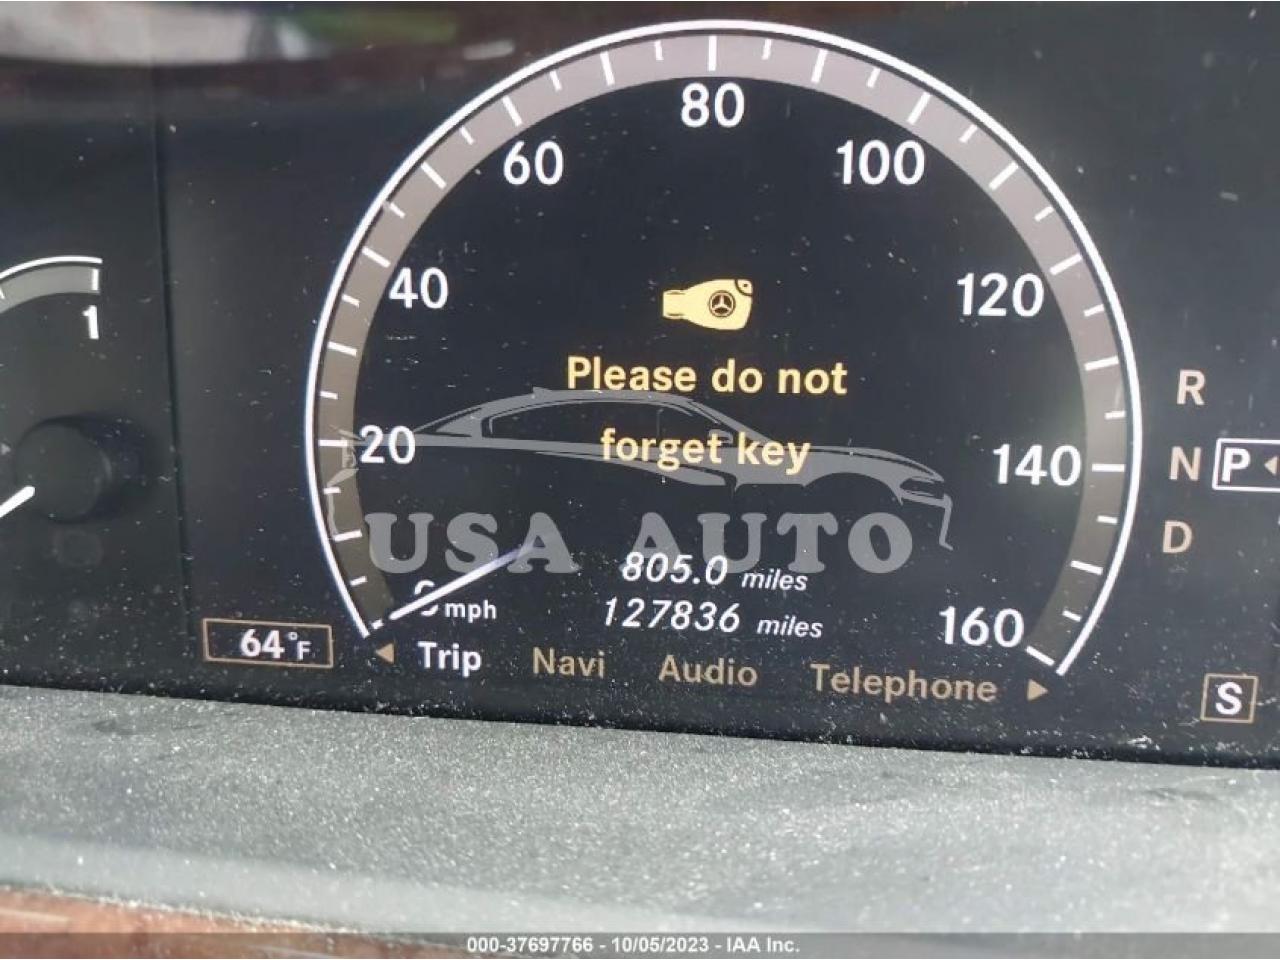 80
60
100
40
120
1
Please do not
R
20
forget key
140
N
P
USA AUTO
D
805.0 miles
mph
127836 miles
160
64°F
Trip
Navi
Audio
Telephone
S
000-37697766 - 10/05/2023 - IAA Inc.